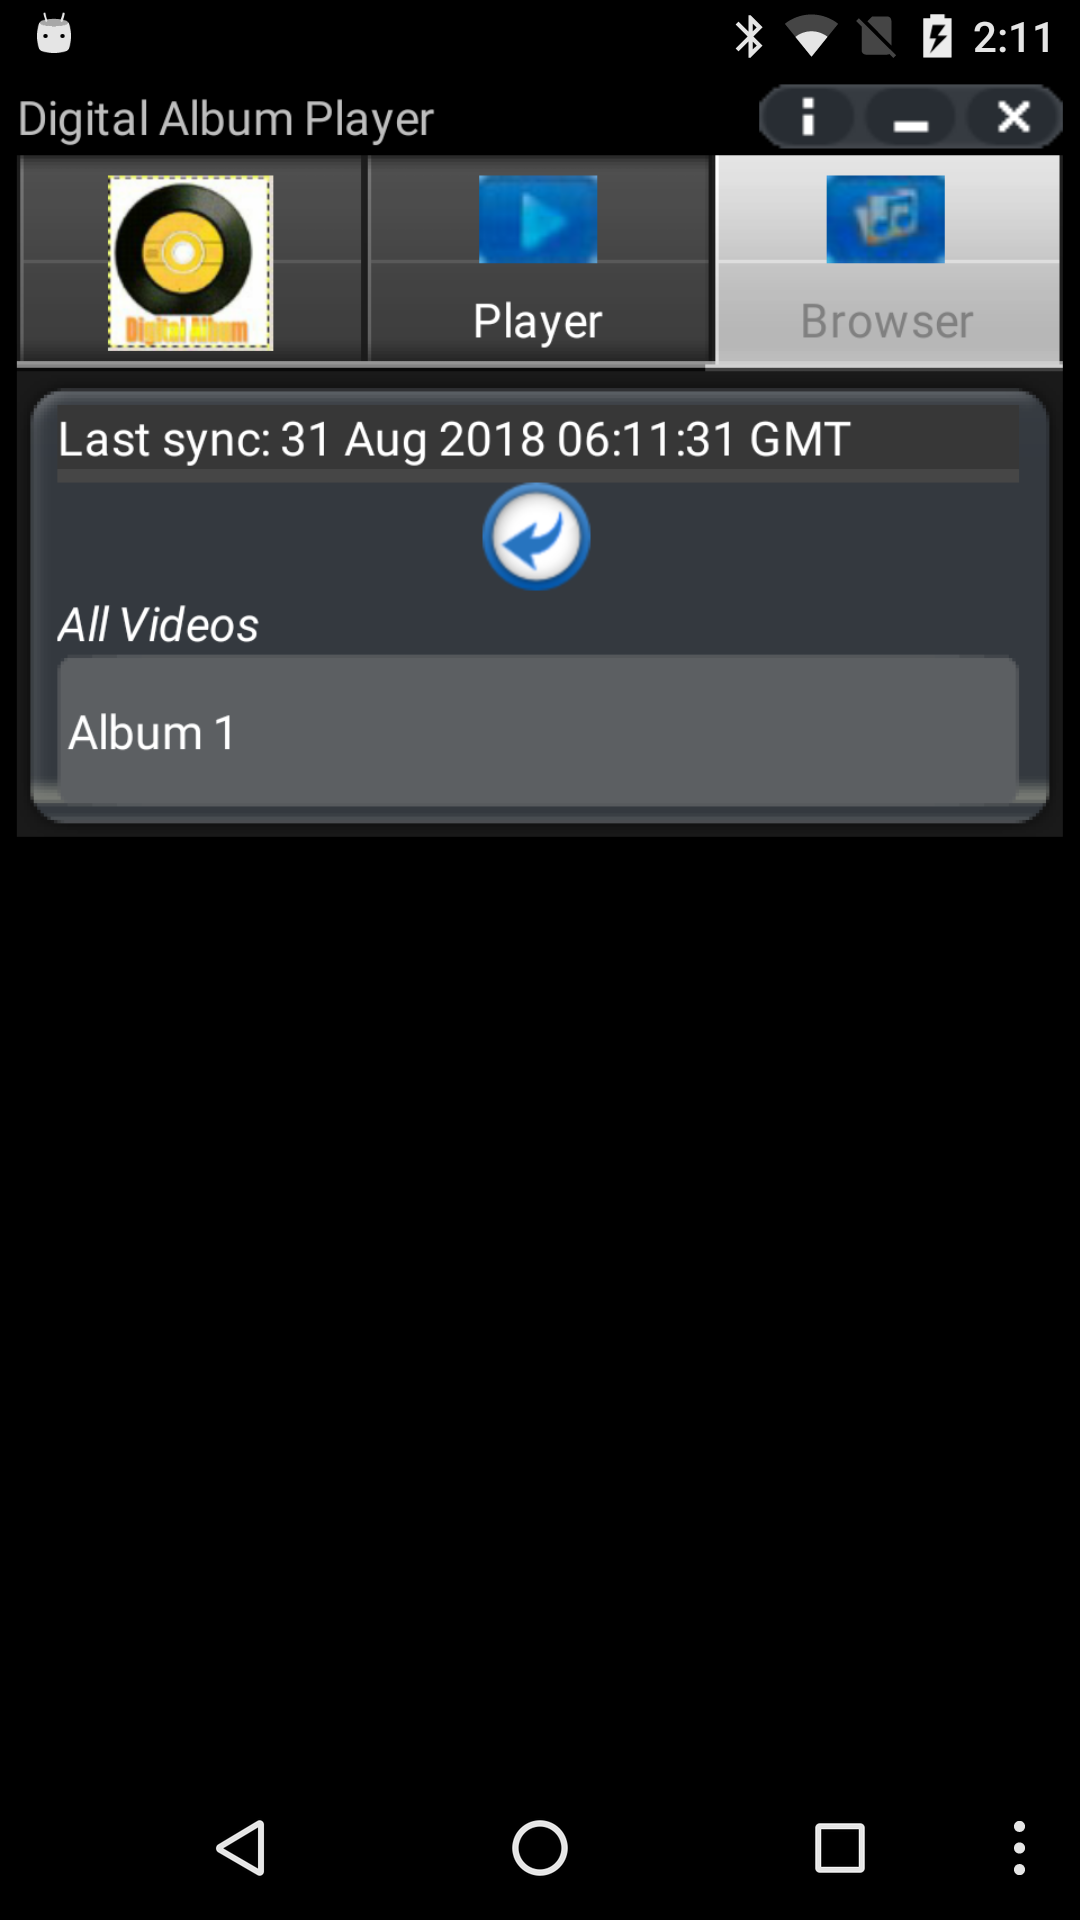 2:11
Digital Album Player
Digital Album
Player
Browser
Last sync: 31 Aug 2018 06:11:31 GMT
All Videos
Album 1